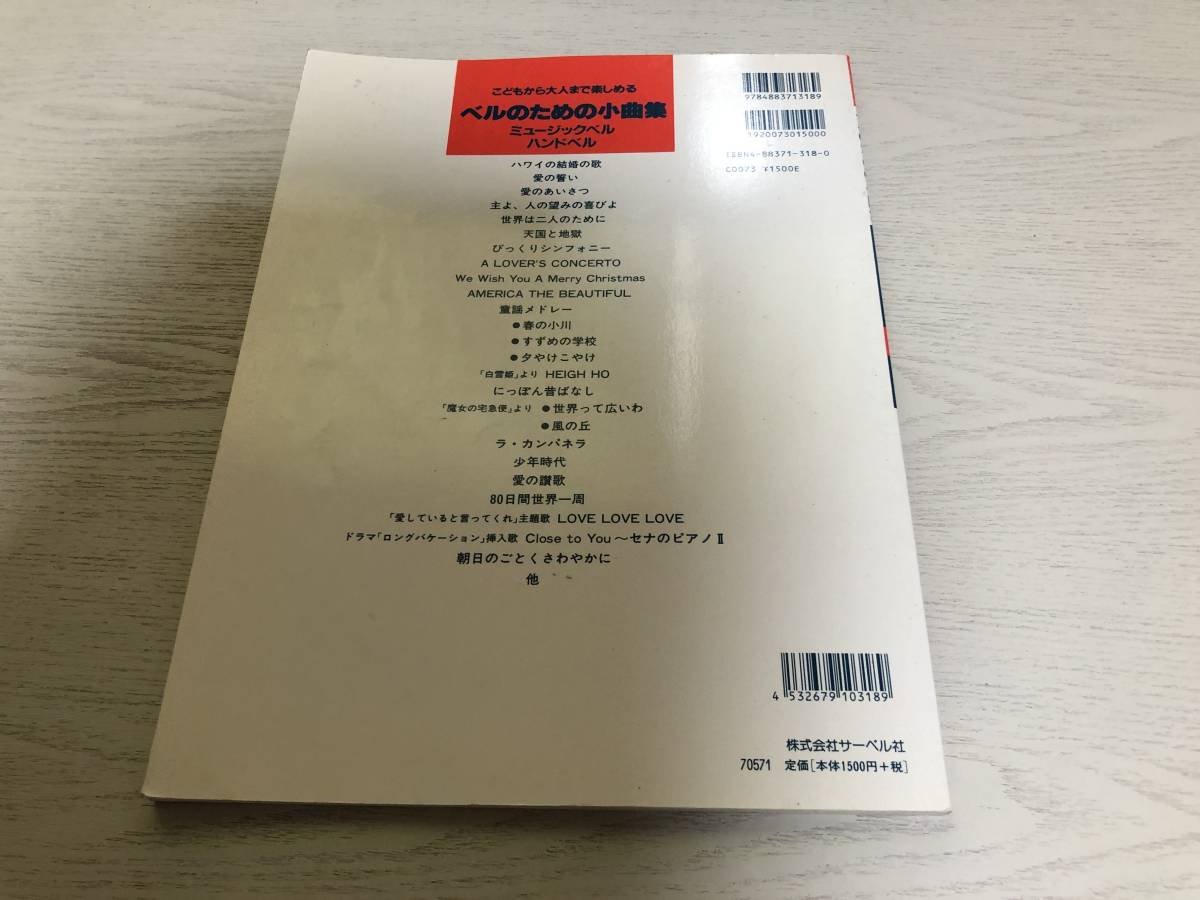 こどもから大人まで楽しめる
ベルのための小曲集
ミュージックベル
ハンドベル
9784883713189
1920073015000
ISBN4-88371-318-0
C0073 ¥1500E
ハワイの結婚の歌
愛の誓い
愛のあいさつ
主よ、人の望みの喜びよ
世界は二人のために
天国と地獄
びっくりシンフォニー
A LOVER'S CONCERTO
We Wish You A Merry Christmas
AMERICA THE BEAUTIFUL
童謡メドレー
●春の小川
●すずめの学校
●夕やけこやけ
「白雪姫」より HEIGH HO
にっぽん昔ばなし
「魔女の宅急便」より ●世界って広いわ
●風の丘
ラ・カンパネラ
少年時代
愛の讃歌
80日間世界一周
「愛していると言ってくれ」主題歌 LOVE LOVE LOVE
ドラマ「ロングバケーション」挿入歌 Close to You〜セナのピアノⅡ
朝日のごとくさわやかに
他
4 532679 103189
株式会社サーベル社
70571 定価[本体1500円+税]